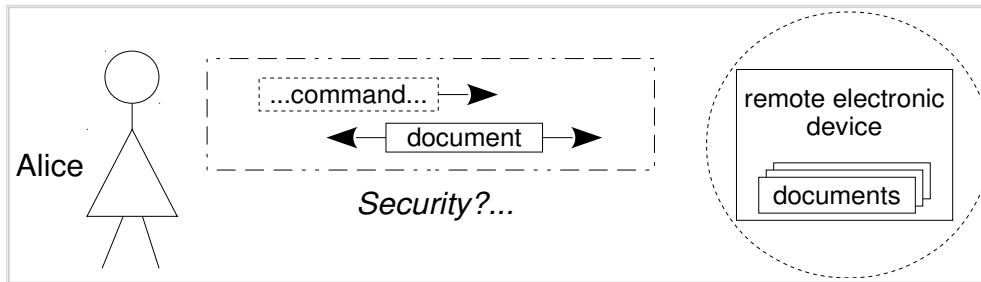 Alice
...command...
document
Security?...
remote electronic
device
documents